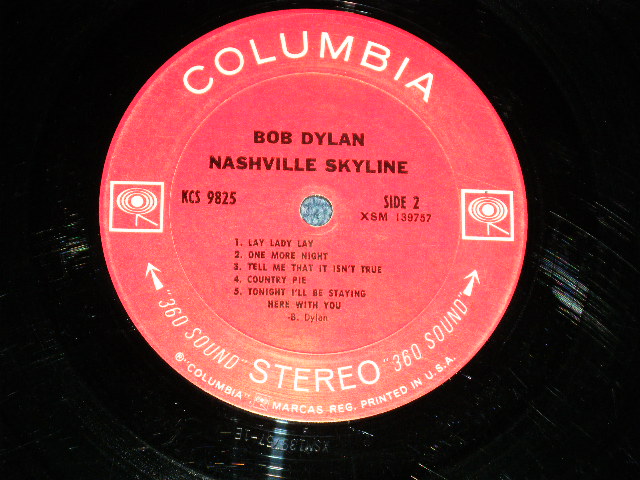 COLUMBIA
BOB DYLAN
NASHVILLE SKYLINE
KCS 9825
SIDE 2
XSM 139757
1. LAY LADY LAY
2. ONE MORE NIGHT
3. TELL ME THAT IT ISN'T TRUE
4. COUNTRY PIE
5. TONIGHT I'LL BE STAYING
HERE WITH YOU
-B. Dylan
"360 SOUND" STEREO "360 SOUND"
® "COLUMBIA" MARCAS REG. PRINTED IN U.S.A.